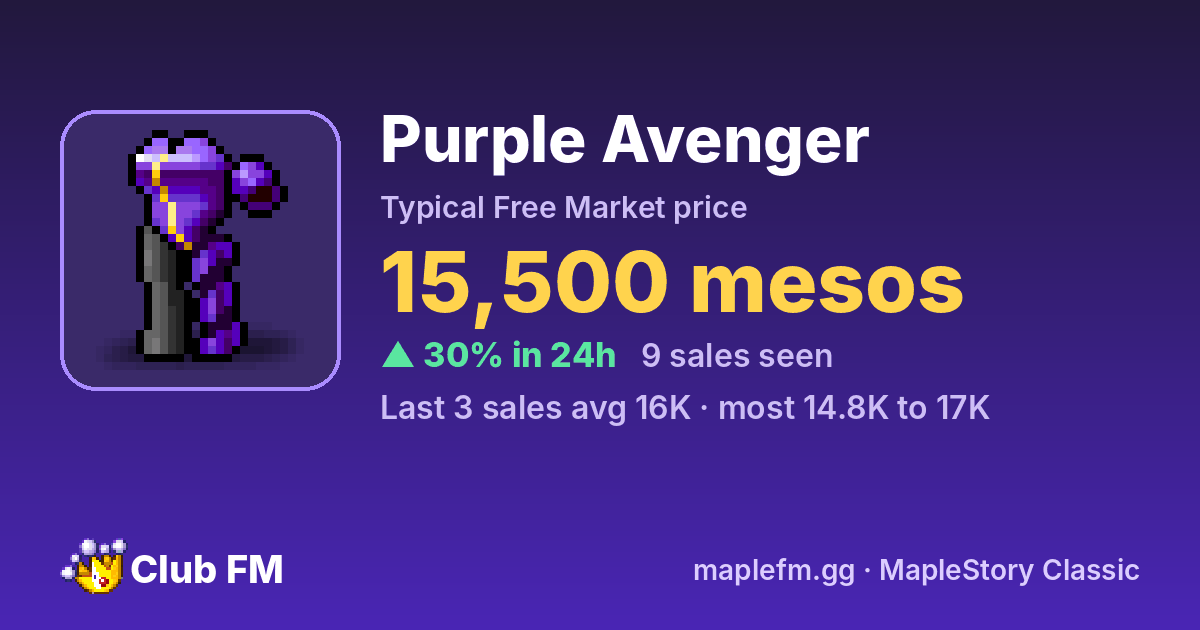 Purple Avenger
Typical Free Market price
15,500 mesos
▲ 30% in 24h 9 sales seen
Last 3 sales avg 16K · most 14.8K to 17K
Club FM
maplefm.gg · MapleStory Classic